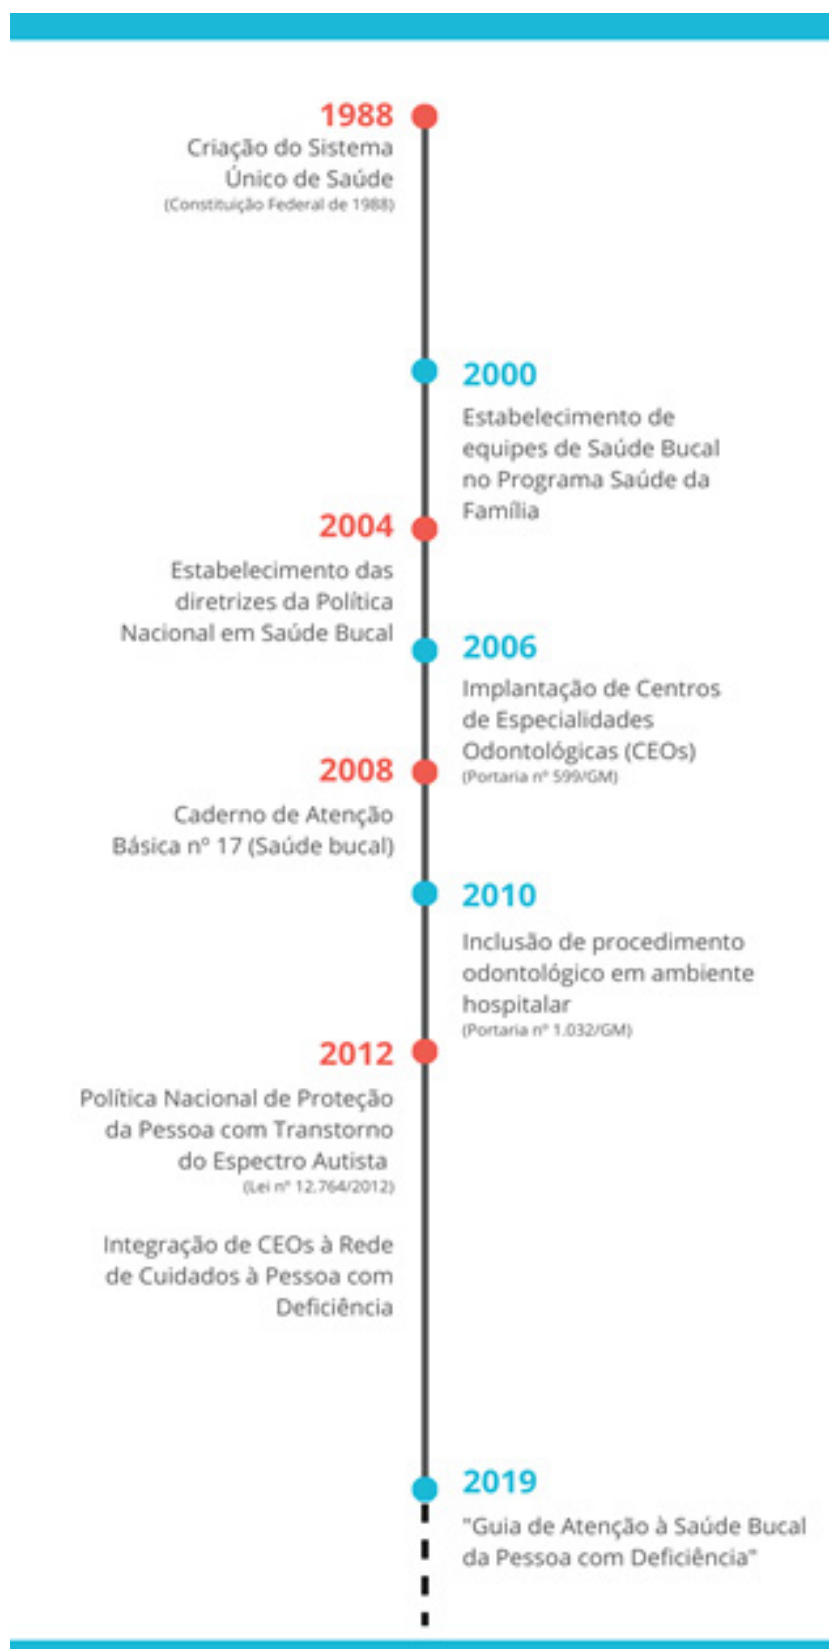 1988
Criação do Sistema
Único de Saúde
(Constituição Federal de 1988)
2000
Estabelecimento de
equipes de Saúde Bucal
no Programa Saúde da
Família
2004
Estabelecimento das
diretrizes da Política
Nacional em Saúde Bucal
2006
Implantação de Centros
de Especialidades
Odontológicas (CEOs)
(Portaria nº 599/GM)
2008
Caderno de Atenção
Básica nº 17 (Saúde bucal)
2010
Inclusão de procedimento
odontológico em ambiente
hospitalar
(Portaria nº 1.032/GM)
2012
Política Nacional de Proteção
da Pessoa com Transtorno
do Espectro Autista
(Lei nº 12.764/2012)
Integração de CEOs à Rede
de Cuidados à Pessoa com
Deficiência
2019
"Guia de Atenção à Saúde Bucal
da Pessoa com Deficiência"